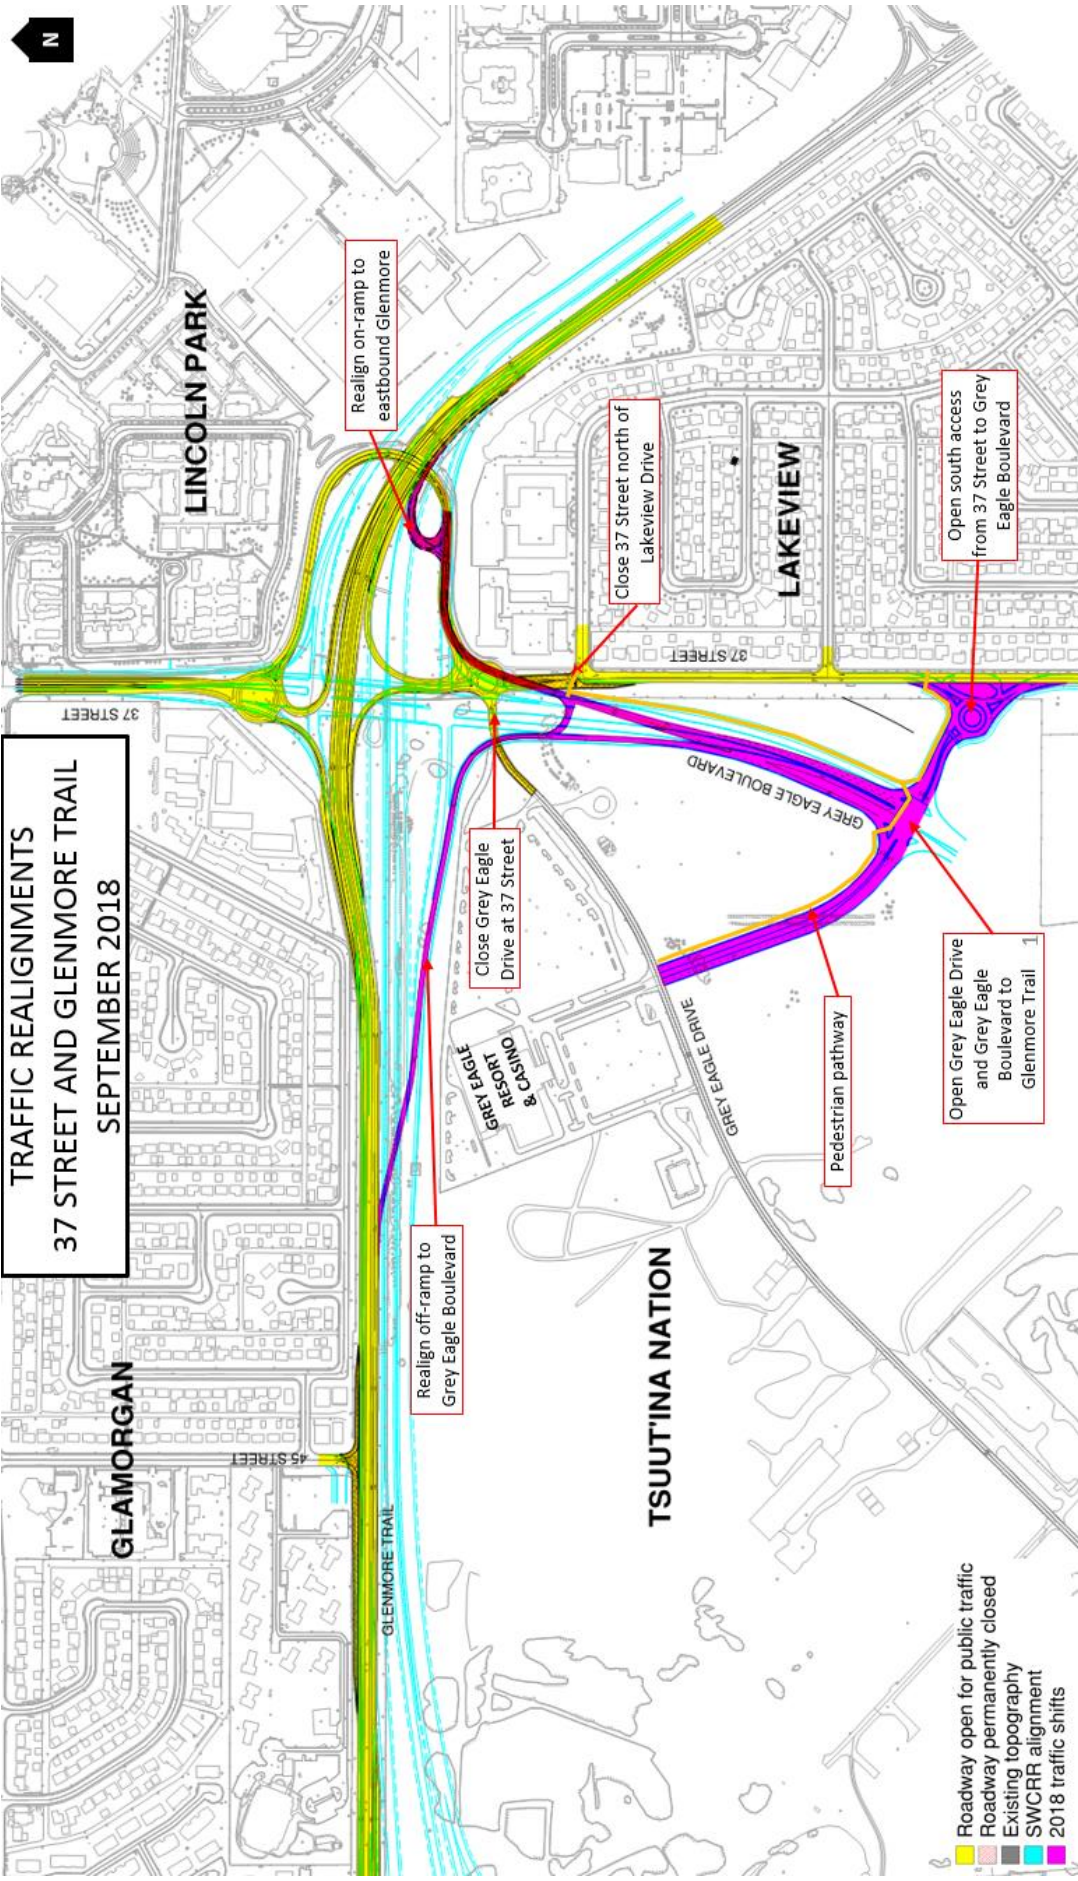 N
TRAFFIC REALIGNMENTS
37 STREET AND GLENMORE TRAIL
SEPTEMBER 2018
GLAMORGAN
LINCOLN PARK
45 STREET
37 STREET
GLENMORE TRAIL
Realign off-ramp to
Grey Eagle Boulevard
Close Grey Eagle
Drive at 37 Street
Realign on-ramp to
eastbound Glenmore
GREY EAGLE
RESORT
& CASINO
Close 37 Street north of
Lakeview Drive
37 STREET
LAKEVIEW
TSUUT'INA NATION
GREY EAGLE DRIVE
GREY EAGLE DRIVE
GREY EAGLE BOULEVARD
Pedestrian pathway
Open Grey Eagle Drive
and Grey Eagle
Boulevard to
Glenmore Trail
1
Open south access
from 37 Street to Grey
Eagle Boulevard
Roadway open for public traffic
Roadway permanently closed
Existing topography
SWCRR alignment
2018 traffic shifts